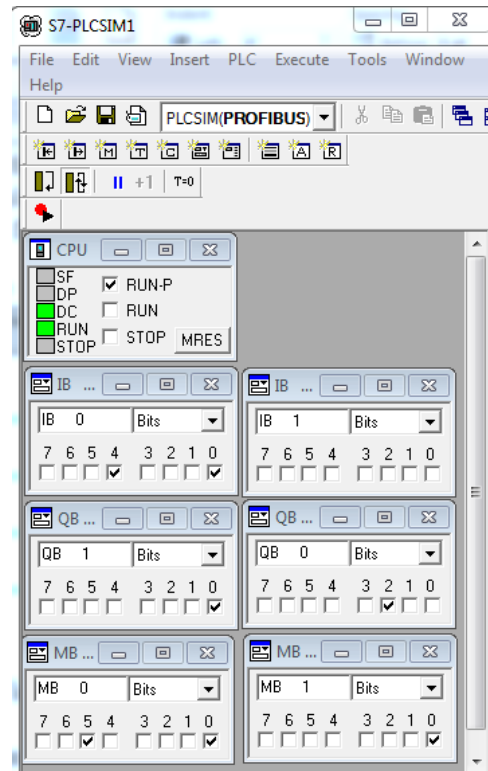 S7-PLCSIM1
File Edit View Insert PLC Execute Tools Window
Help
PLCSIM(PROFIBUS)
M T C A R
+1 T=0
CPU
SF
DP
DC
RUN
STOP
RUN-P
RUN
STOP MRES
IB ... IB ...
IB 0 Bits IB 1 Bits
7 6 5 4 3 2 1 0 7 6 5 4 3 2 1 0
QB ... QB ...
QB 1 Bits QB 0 Bits
7 6 5 4 3 2 1 0 7 6 5 4 3 2 1 0
MB ... MB ...
MB 0 Bits MB 1 Bits
7 6 5 4 3 2 1 0 7 6 5 4 3 2 1 0